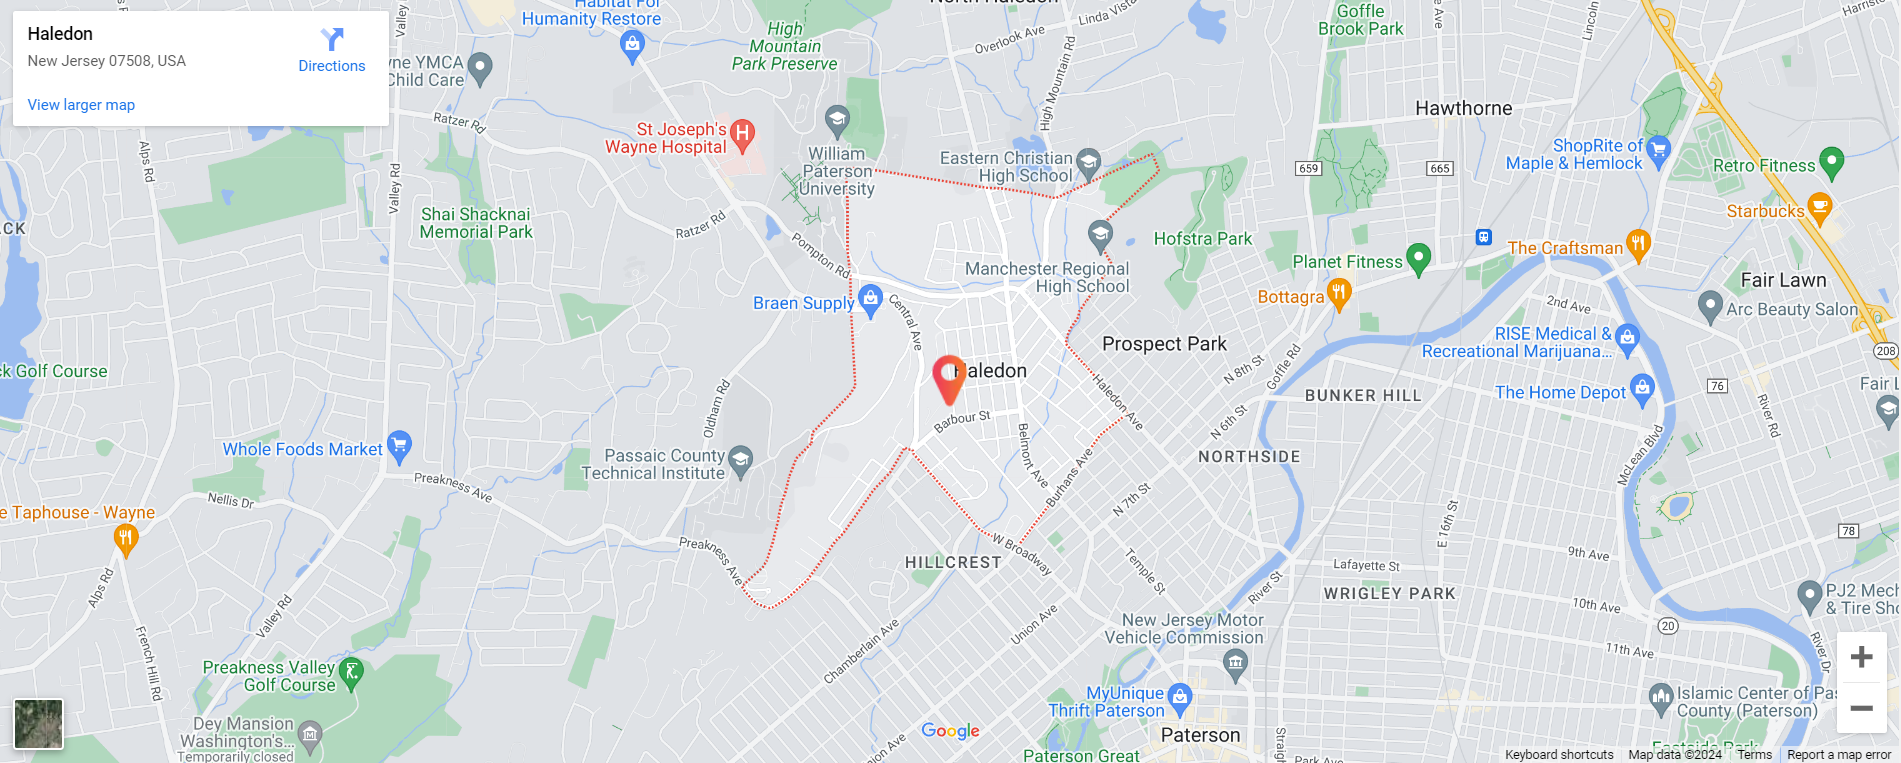 Haledon
New Jersey 07508, USA
Directions
View larger map
Habitat For
Humanity Restore
North Haledon
Linda Vista
Overlook Ave
High
Mountain
Park Preserve
High Mountain Rd
Goffle
Brook Park
Lincoln
Harristo
Valley
yne YMCA
Child Care
Ratzer Rd
Hawthorne
St Joseph's
Wayne Hospital
William
Paterson
University
Eastern Christian
High School
659
665
ShopRite of
Maple & Hemlock
Retro Fitness
Starbucks
Alps Rd
Valley Rd
Shai Shacknai
Memorial Park
Ratzer Rd
Pompton Rd
Hofstra Park
The Craftsman
Planet Fitness
Manchester Regional
High School
Fair Lawn
Bottagra
Braen Supply
Central Ave
2nd Ave
Arc Beauty Salon
RISE Medical &
Recreational Marijuana...
208
Prospect Park
ck Golf Course
Haledon
N 8th St
Goffle Rd
BUNKER HILL
The Home Depot
76
Fair L
River Rd
Haledon Ave
Oldham Rd
Barbour St
Belmont Ave
N 6th St
Whole Foods Market
Passaic County
Technical Institute
NORTHSIDE
McLean Blvd
Burhans Ave
Preakness Ave
Nellis Dr
N 7th St
e Taphouse - Wayne
E 16th St
78
Preakness Ave
W Broadway
HILLCREST
Temple St
9th Ave
Lafayette St
River St
WRIGLEY PARK
Alps Rd
Valley Rd
10th Ave
PJ2 Mech
& Tire Sho
Union Ave
New Jersey Motor
Vehicle Commission
20
11th Ave
River Dr
French Hill Rd
Chamberlain Ave
Preakness Valley
Golf Course
MyUnique
Thrift Paterson
Islamic Center of Pas
County (Paterson)
Dey Mansion
Washington's...
Temporarily closed
Google
Paterson
Straig
Park Ave
Eastside Park
Paterson Great
Keyboard shortcuts
Map data ©2024
Terms
Report a map error